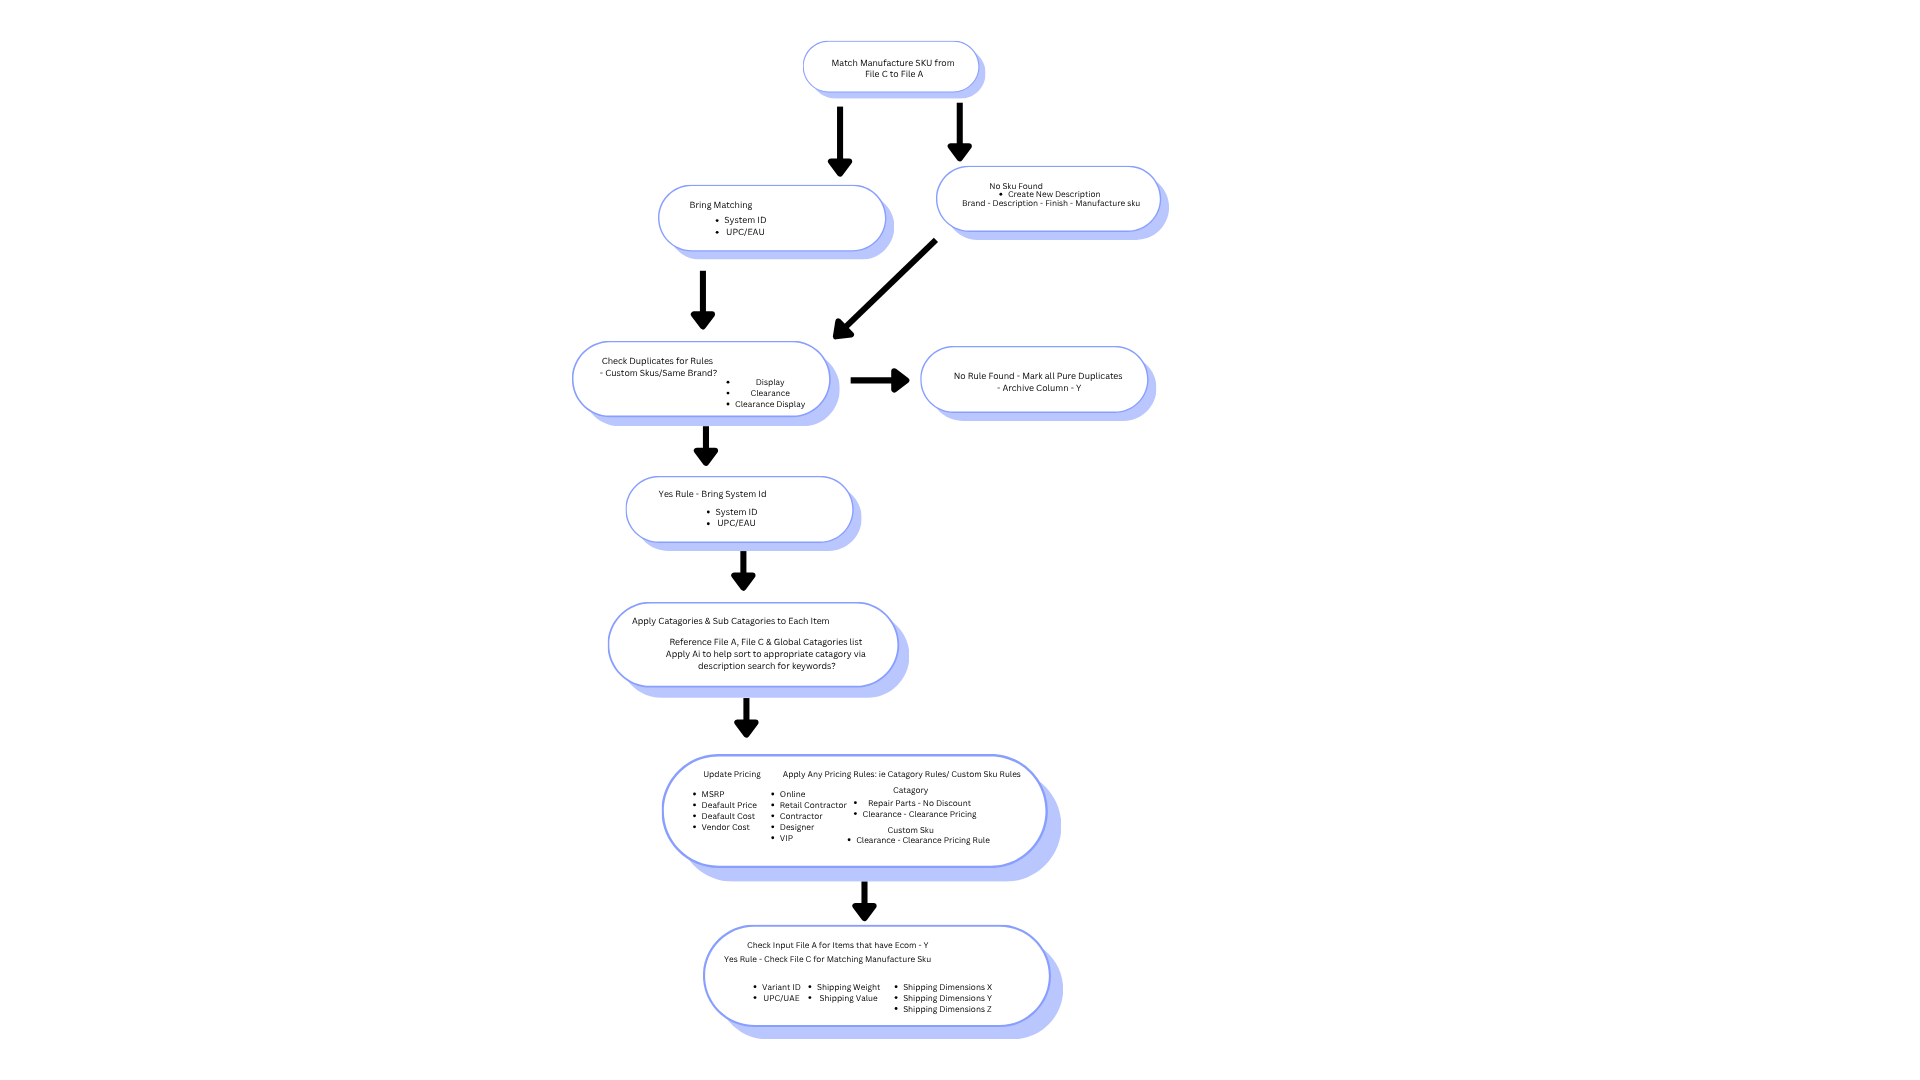 Match Manufacture SKU from
File C to File A
No Sku Found
• Create New Description
Brand - Description - Finish - Manufacture sku
Bring Matching
• System ID
• UPC/EAU
Check Duplicates for Rules
- Custom Skus/Same Brand?
• Display
• Clearance
• Clearance Display
No Rule Found - Mark all Pure Duplicates
- Archive Column - Y
Yes Rule - Bring System Id
• System ID
• UPC/EAU
Apply Catagories & Sub Catagories to Each Item
Reference File A, File C & Global Catagories list
Apply Ai to help sort to appropriate catagory via
description search for keywords?
Update Pricing
• MSRP
• Deafault Price
• Deafault Cost
• Vendor Cost
• Online
• Retail Contractor
• Contractor
• Designer
• VIP
Apply Any Pricing Rules: ie Catagory Rules/ Custom Sku Rules
Catagory
• Repair Parts - No Discount
• Clearance - Clearance Pricing
Custom Sku
• Clearance - Clearance Pricing Rule
Check Input File A for Items that have Ecom - Y
Yes Rule - Check File C for Matching Manufacture Sku
• Variant ID
• UPC/UAE
• Shipping Weight
• Shipping Value
• Shipping Dimensions X
• Shipping Dimensions Y
• Shipping Dimensions Z